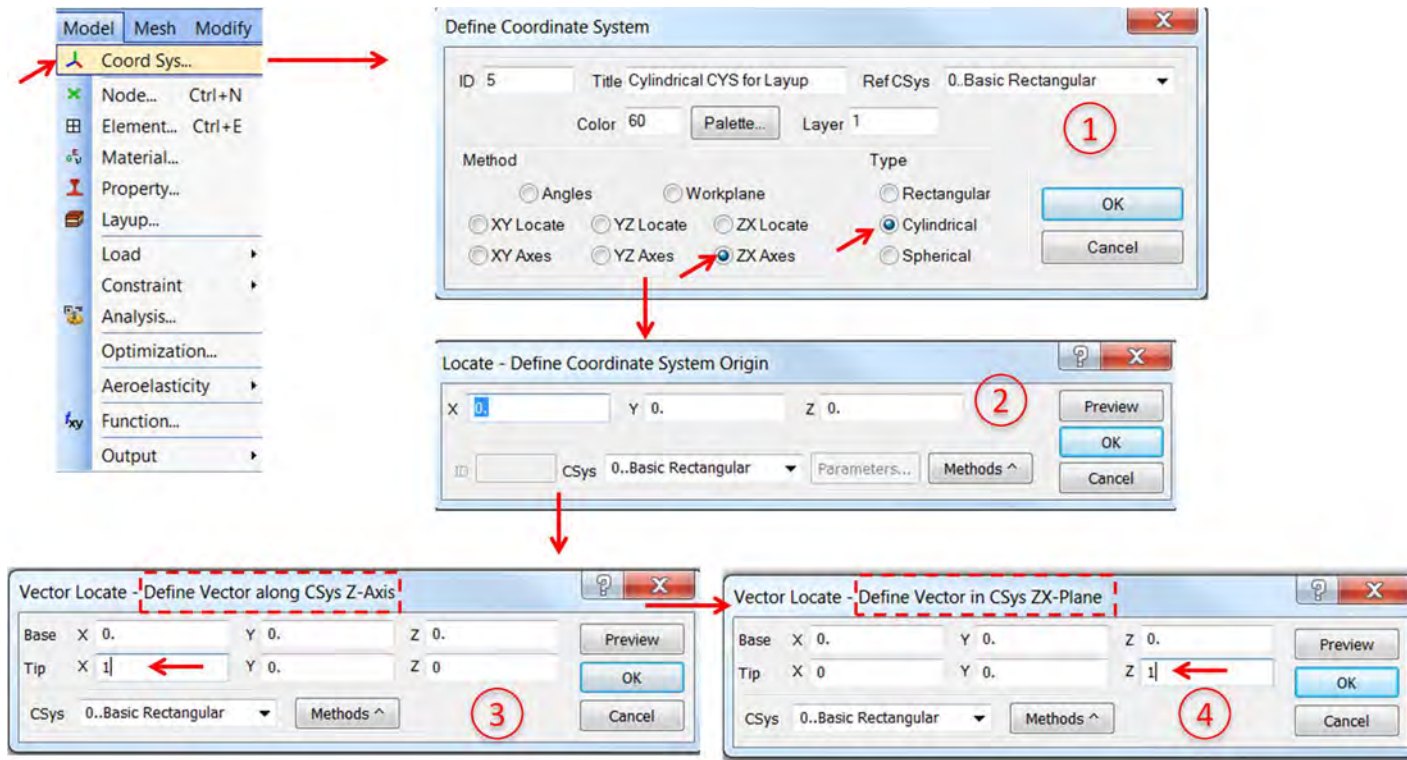 Model Mesh Modify
Coord Sys...
Node... Ctrl+N
Element... Ctrl+E
Material...
Property...
Layup...
Load
Constraint
Analysis...
Optimization...
Aeroelasticity
fxy Function...
Output
Define Coordinate System
X
ID 5 Title Cylindrical CYS for Layup Ref CSys 0..Basic Rectangular
Color 60 Palette... Layer 1
1
Method Type
Angles Workplane Rectangular
OK
XY Locate YZ Locate ZX Locate Cylindrical
XY Axes YZ Axes ZX Axes Spherical
Cancel
Locate - Define Coordinate System Origin
? X
X 0. Y 0. Z 0.
2
Preview
OK
ID CSys 0..Basic Rectangular Parameters... Methods ^
Cancel
Vector Locate - Define Vector along CSys Z-Axis
? X
Base X 0. Y 0. Z 0. Preview
Tip X 1 Y 0. Z 0 OK
CSys 0..Basic Rectangular Methods ^ 3 Cancel
Vector Locate - Define Vector in CSys ZX-Plane
? X
Base X 0. Y 0. Z 0. Preview
Tip X 0 Y 0. Z 1 OK
CSys 0..Basic Rectangular Methods ^ 4 Cancel